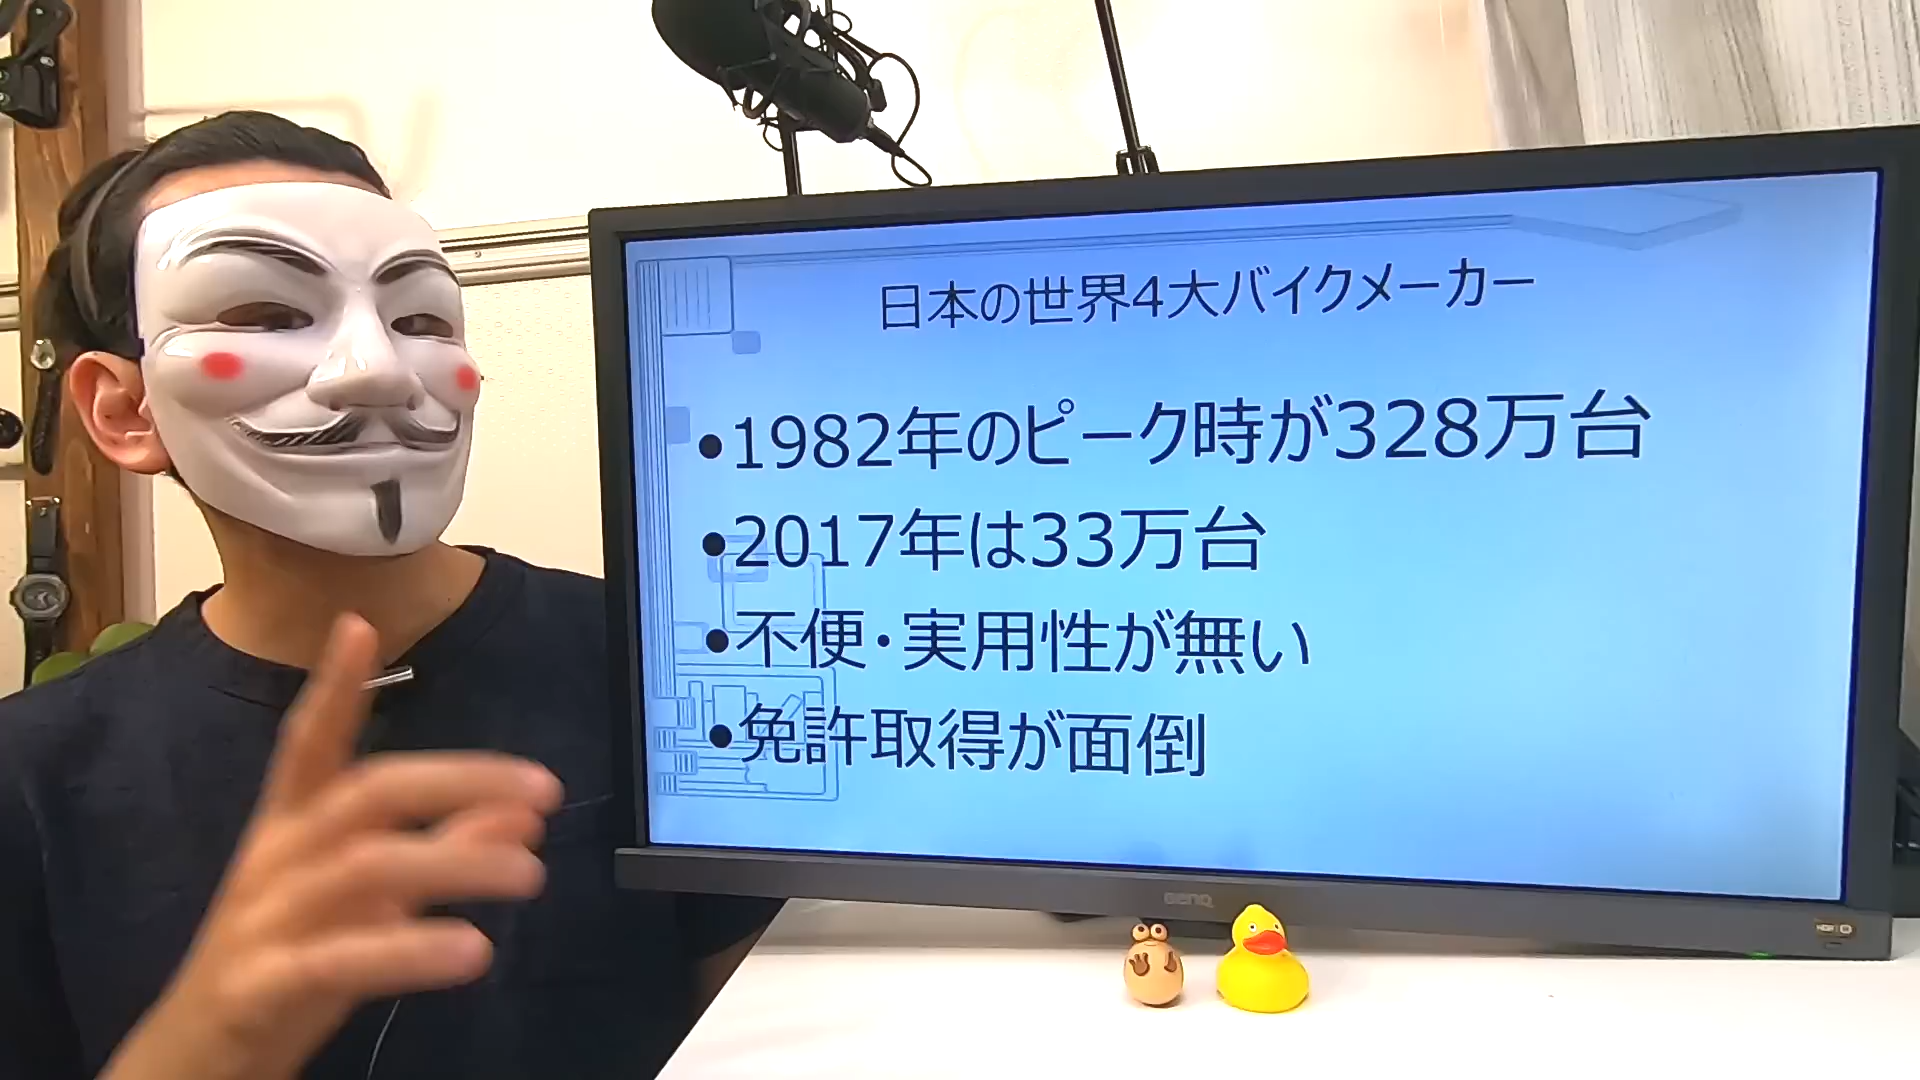 日本の世界4大バイクメーカー
•1982年のピーク時が328万台
•2017年は33万台
•不便・実用性が無い
•免許取得が面倒
BenQ
HDR